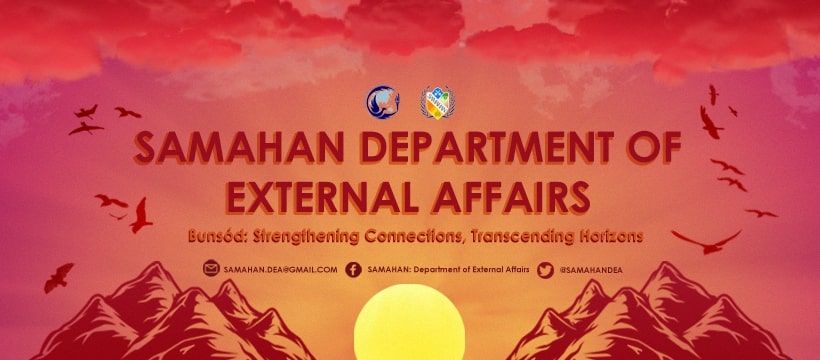 SAMAHAN DEPARTMENT OF
EXTERNAL AFFAIRS
Bunsód: Strengthening Connections, Transcending Horizons
SAMAHAN.DEA@GMAIL.COM SAMAHAN: Department of External Affairs @SAMAHANDEA